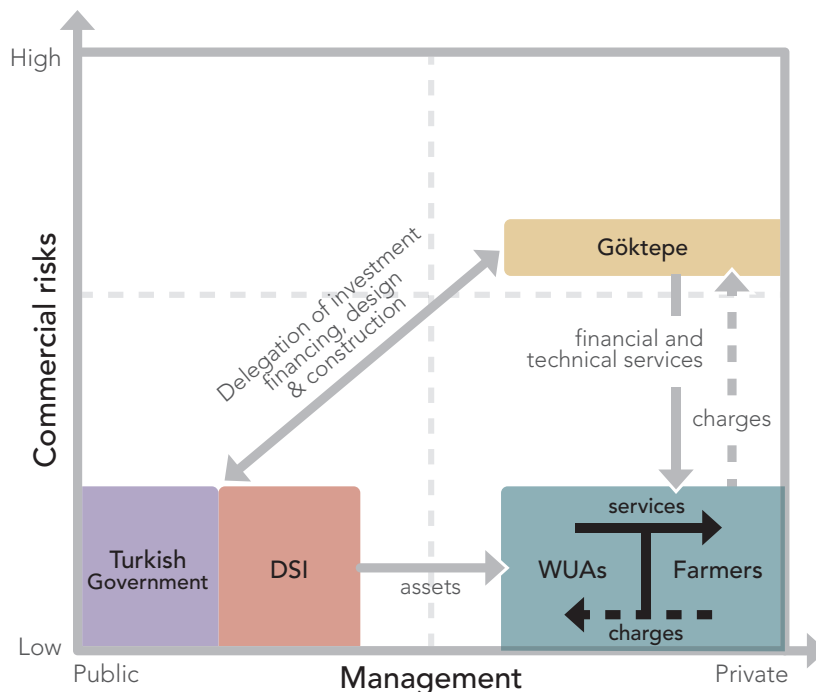 High
Commercial risks
Göktepe
Delegation of investment
financing, design
& construction
financial and
technical services
charges
Turkish
Government
DSI
assets
services
WUAs
Farmers
charges
Low
Public
Management
Private